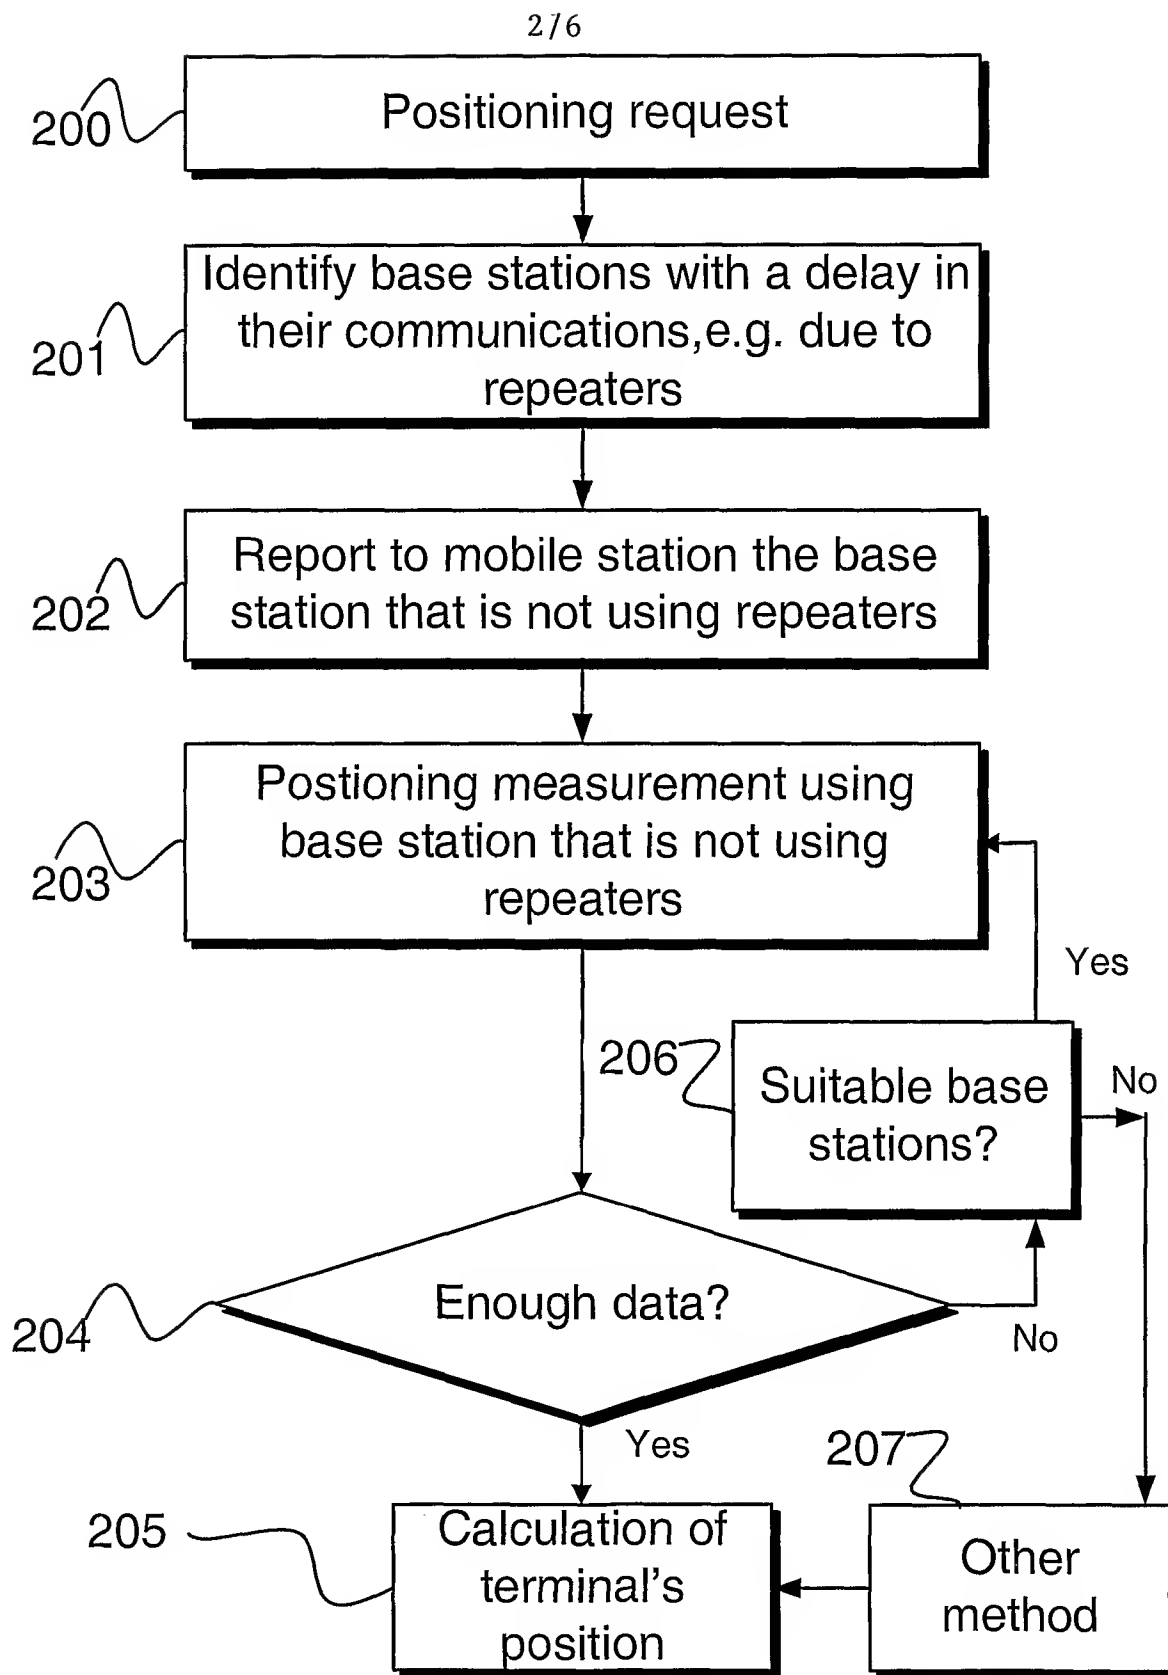 2/6
200
Positioning request
201
Identify base stations with a delay in
their communications,e.g. due to
repeaters
202
Report to mobile station the base
station that is not using repeaters
203
Postioning measurement using
base station that is not using
repeaters
Yes
206
Suitable base
stations?
No
204
Enough data?
No
Yes
207
205
Calculation of
terminal's
position
Other
method